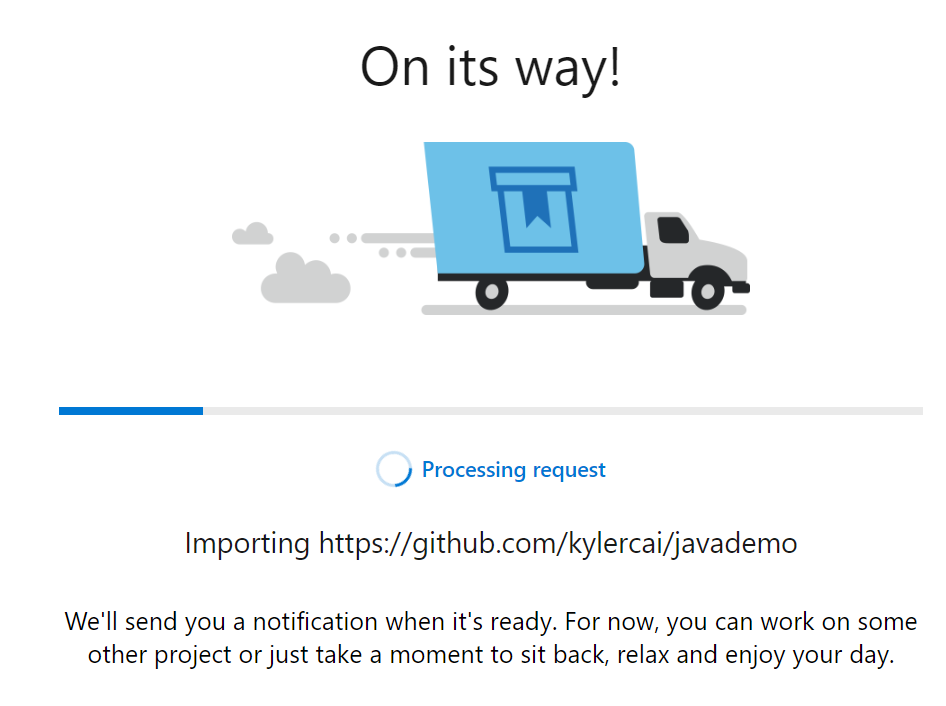 On its way!
Processing request
Importing https://github.com/kylercai/javademo
We'll send you a notification when it's ready. For now, you can work on some
other project or just take a moment to sit back, relax and enjoy your day.